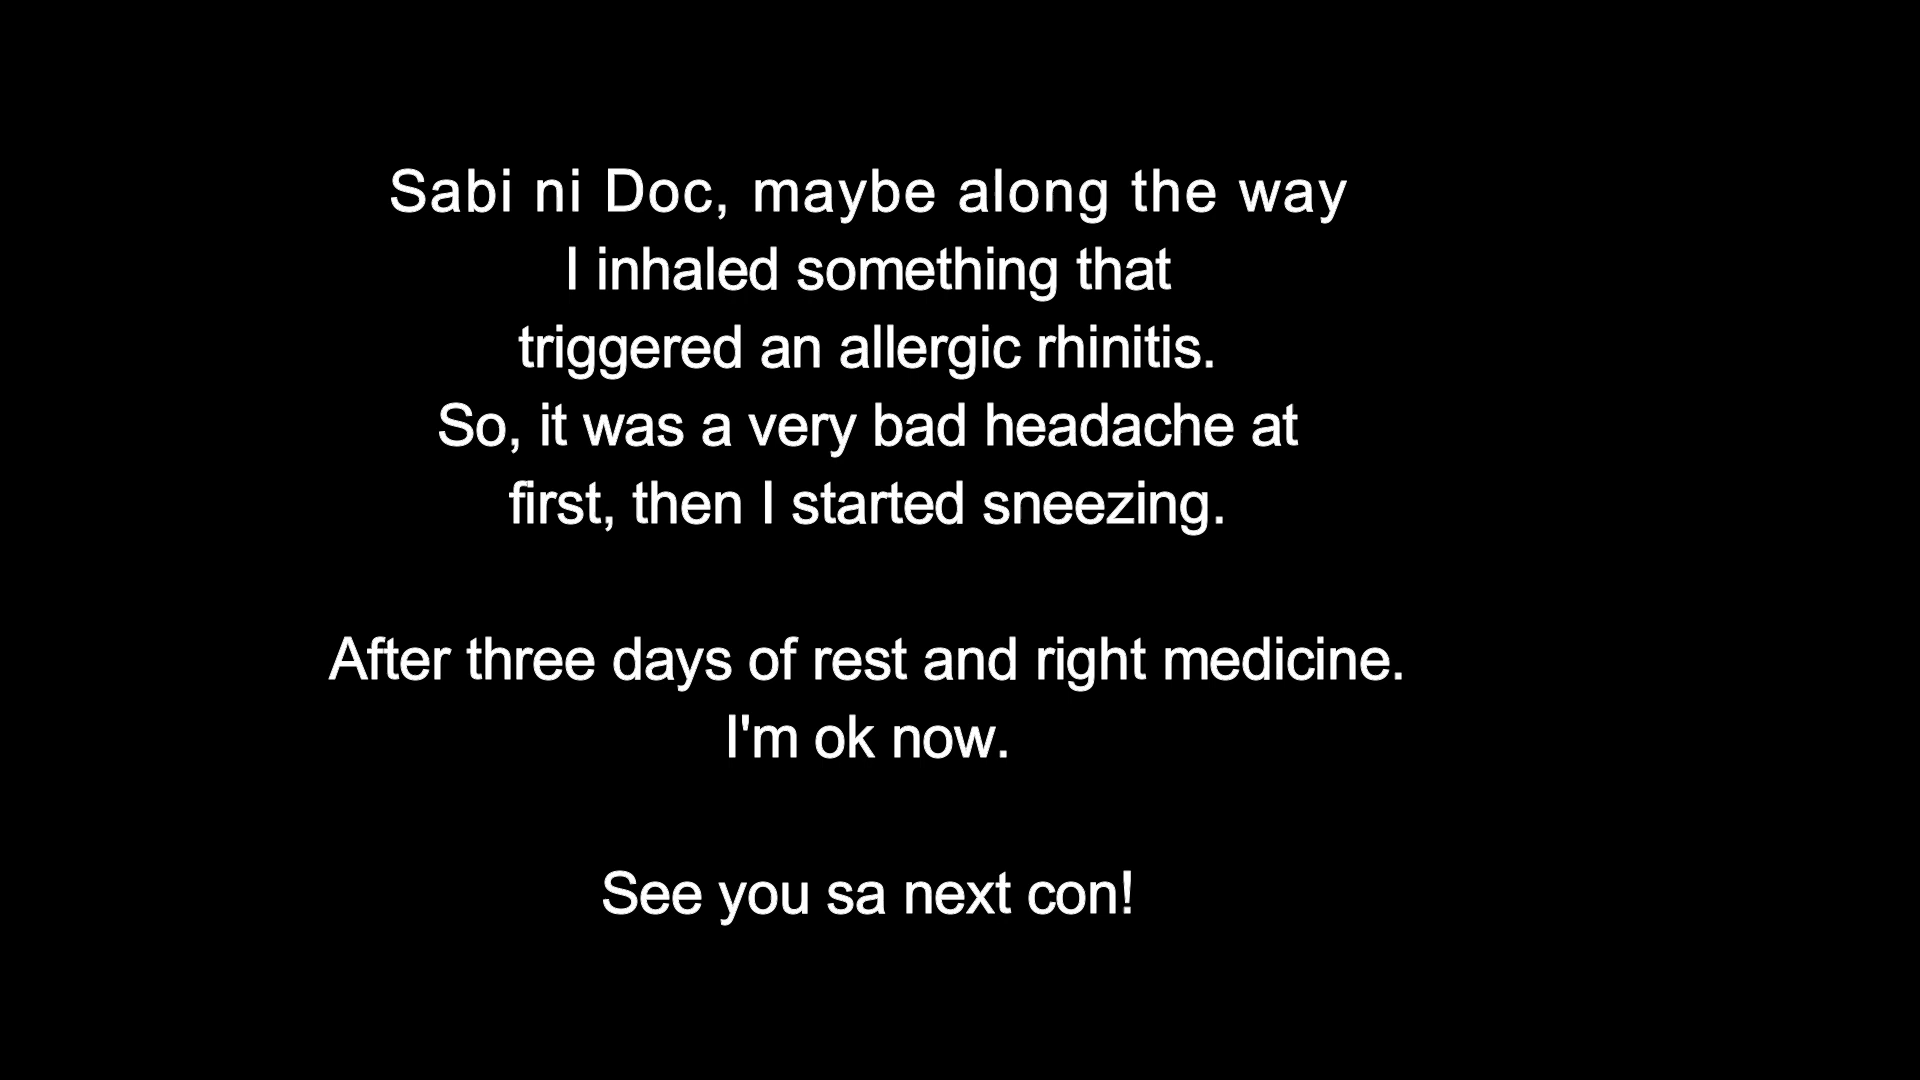 Sabi ni Doc, maybe along the way
I inhaled something that
triggered an allergic rhinitis.
So, it was a very bad headache at
first, then I started sneezing.
After three days of rest and right medicine.
I'm ok now.
See you sa next con!